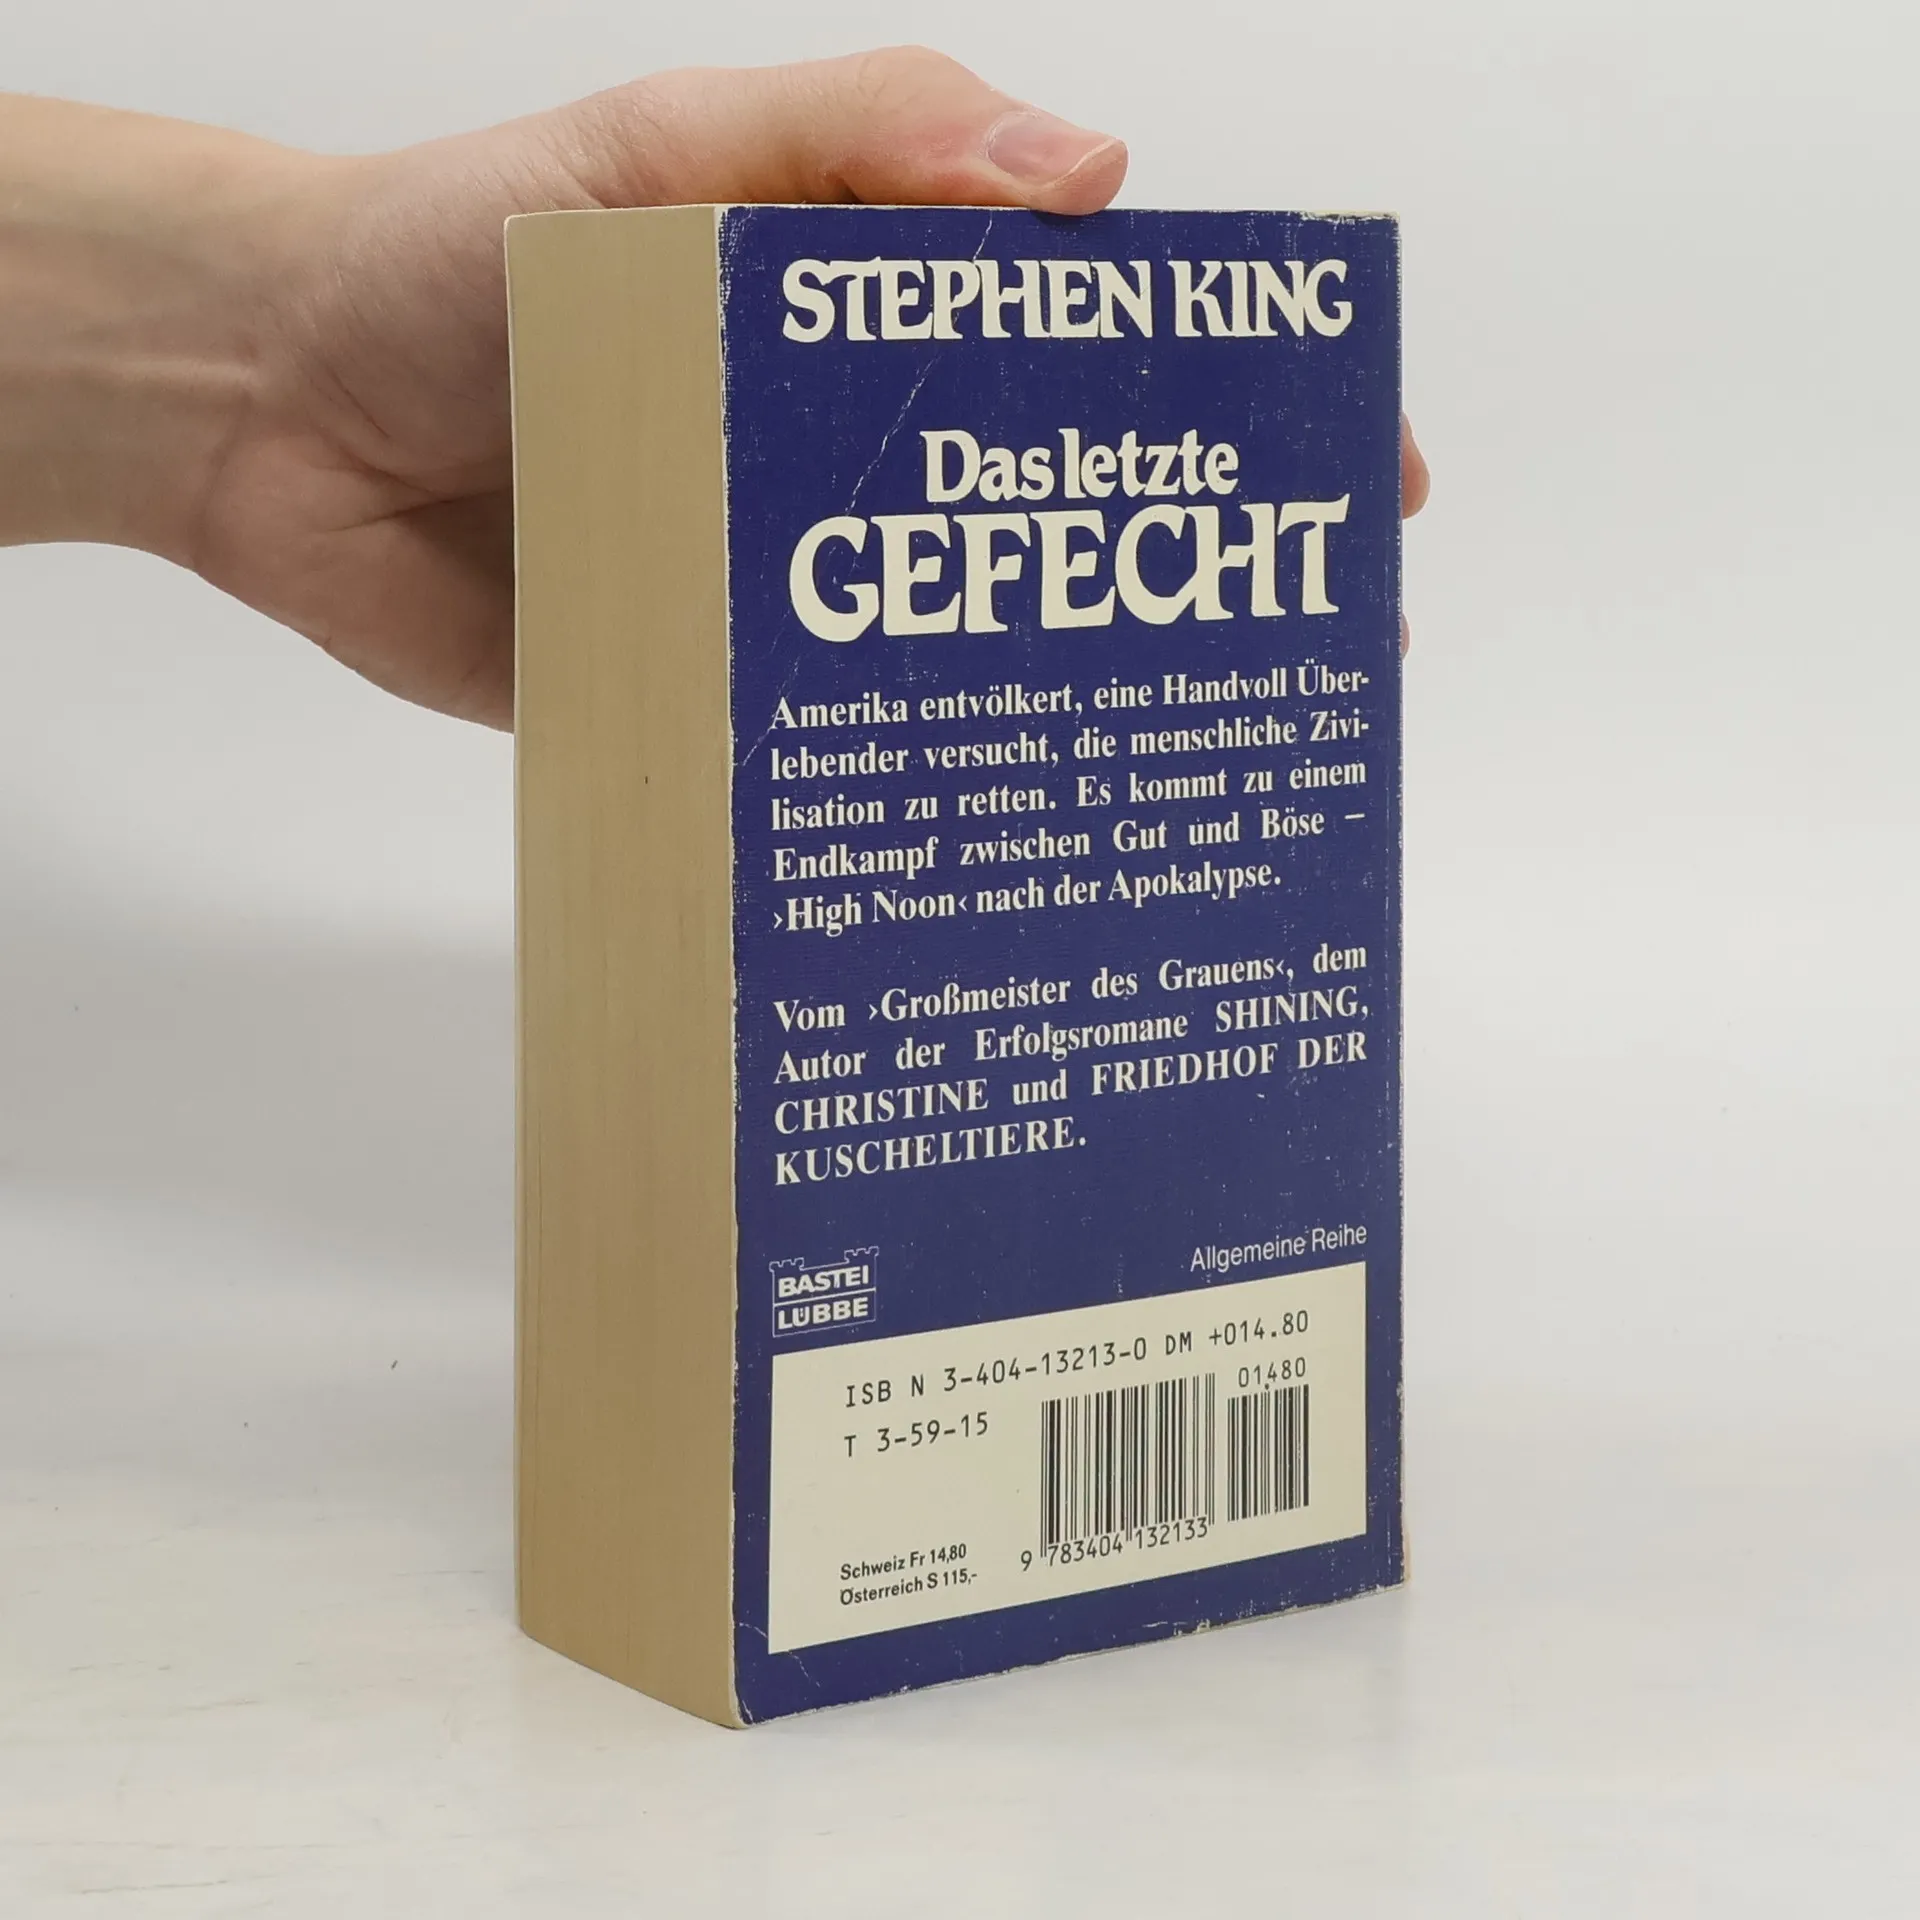 STEPHEN KING
Das letzte
GEFECHT
Amerika entvölkert, eine Handvoll Über-
lebender versucht, die menschliche Zivi-
lisation zu retten. Es kommt zu einem
Endkampf zwischen Gut und Böse –
›High Noon‹ nach der Apokalypse.
Vom ›Großmeister des Grauens‹, dem
Autor der Erfolgsromane SHINING,
CHRISTINE und FRIEDHOF DER
KUSCHELTIERE.
BASTEI
LÜBBE
Allgemeine Reihe
ISB N 3-404-13213-0 DM +014.80
01480
T 3-59-15
9 783404 132133
Schweiz Fr 14,80
Österreich S 115,-